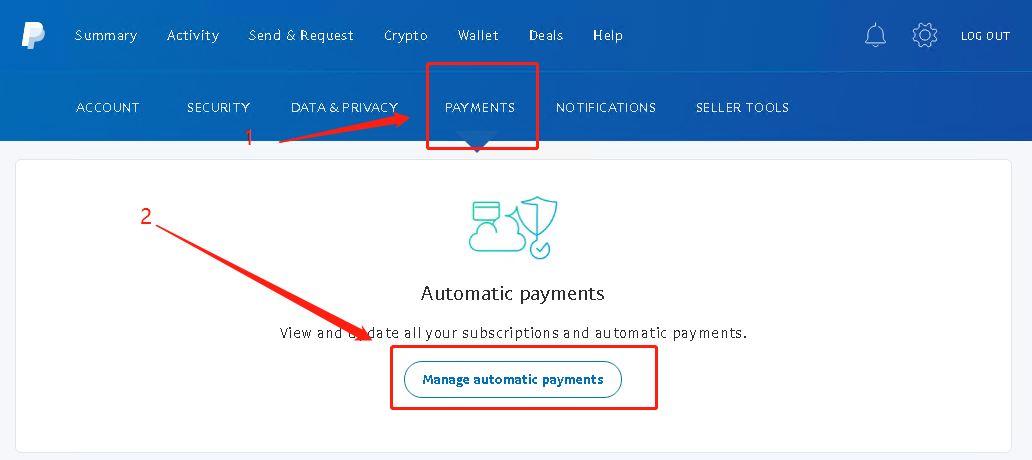 Summary Activity Send & Request Crypto Wallet Deals Help LOG OUT
ACCOUNT SECURITY DATA & PRIVACY PAYMENTS NOTIFICATIONS SELLER TOOLS
1
2
Automatic payments
View and update all your subscriptions and automatic payments.
Manage automatic payments